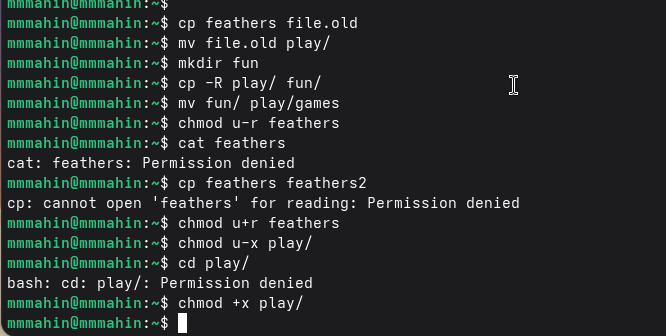 mmmahin@mmmahin:~$
mmmahin@mmmahin:~$ cp feathers file.old
mmmahin@mmmahin:~$ mv file.old play/
mmmahin@mmmahin:~$ mkdir fun
mmmahin@mmmahin:~$ cp -R play/ fun/
mmmahin@mmmahin:~$ mv fun/ play/games
mmmahin@mmmahin:~$ chmod u-r feathers
mmmahin@mmmahin:~$ cat feathers
cat: feathers: Permission denied
mmmahin@mmmahin:~$ cp feathers feathers2
cp: cannot open 'feathers' for reading: Permission denied
mmmahin@mmmahin:~$ chmod u+r feathers
mmmahin@mmmahin:~$ chmod u-x play/
mmmahin@mmmahin:~$ cd play/
bash: cd: play/: Permission denied
mmmahin@mmmahin:~$ chmod +x play/
mmmahin@mmmahin:~$